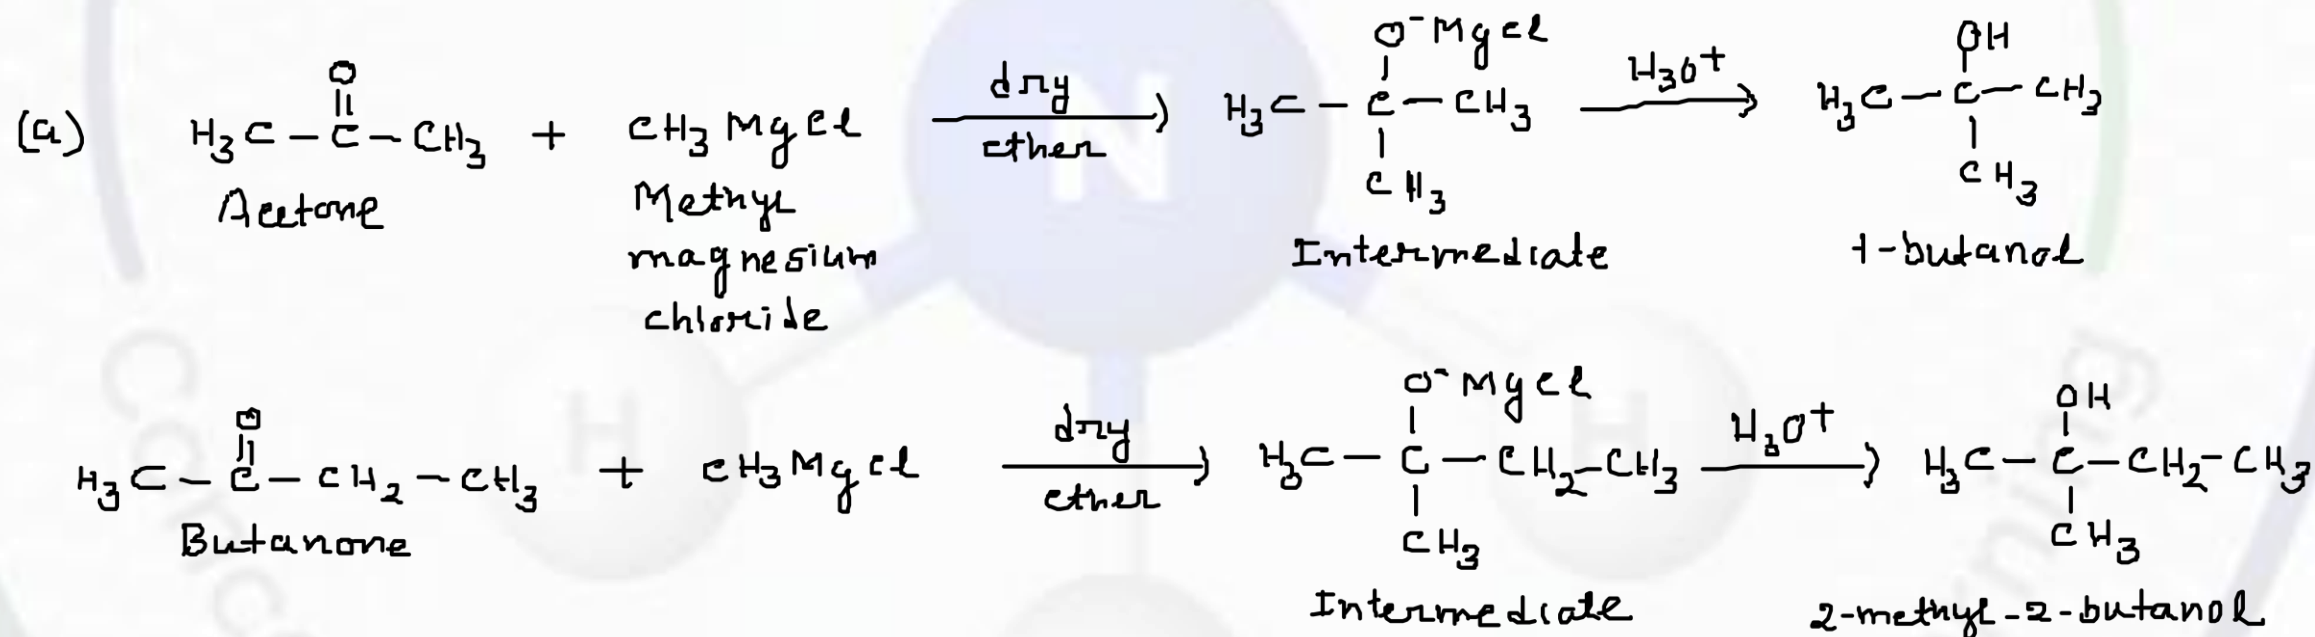 (a) H3C – C(=O) – CH3 + CH3MgCl dry ether → H3C – C(O⁻MgCl)(CH3) – CH3 H3O+ → H3C – C(OH)(CH3) – CH3
Acetone Methyl magnesium chloride Intermediate t-butanol
H3C – C(=O) – CH2 – CH3 + CH3MgCl dry ether → H3C – C(O⁻MgCl)(CH3) – CH2–CH3 H3O+ → H3C – C(OH)(CH3) – CH2–CH3
Butanone Intermediate 2-methyl-2-butanol
N
H
H